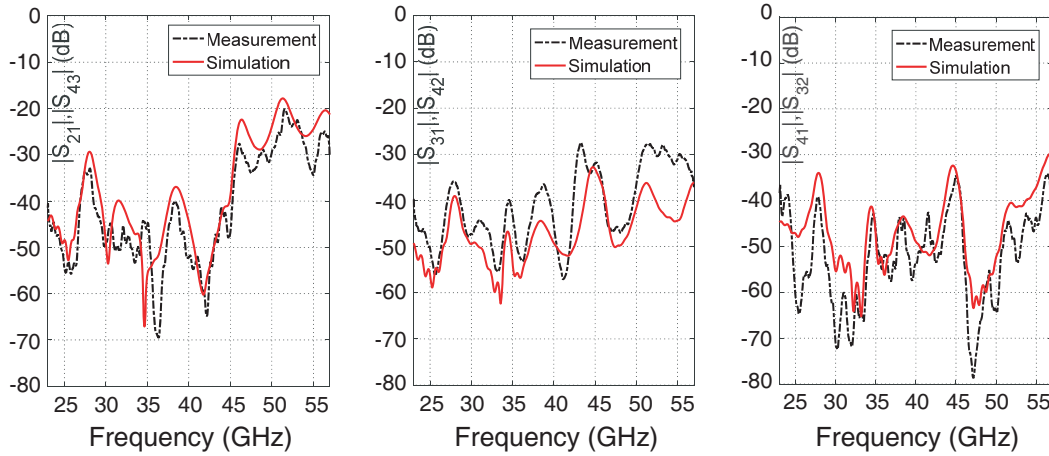 0
-10
-20
-30
-40
-50
-60
-70
-80
|S21|,|S43| (dB)
Measurement
Simulation
25 30 35 40 45 50 55
Frequency (GHz)
0
-10
-20
-30
-40
-50
-60
-70
-80
|S31|,|S42| (dB)
Measurement
Simulation
25 30 35 40 45 50 55
Frequency (GHz)
0
-10
-20
-30
-40
-50
-60
-70
-80
|S41|,|S32| (dB)
Measurement
Simulation
25 30 35 40 45 50 55
Frequency (GHz)